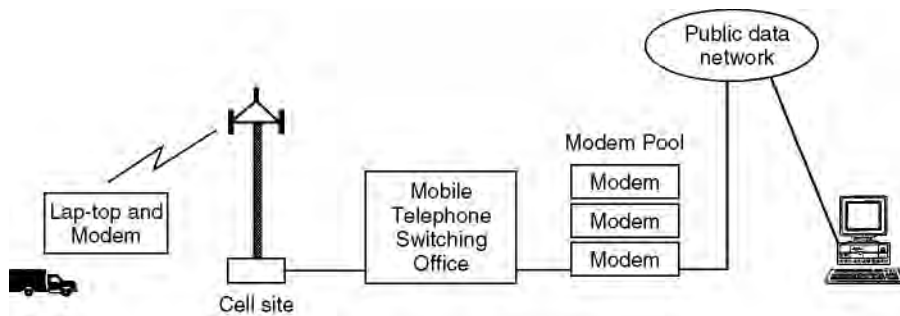 Public data
network
Modem Pool
Modem
Modem
Modem
Mobile
Telephone
Switching
Office
Lap-top and
Modem
Cell site